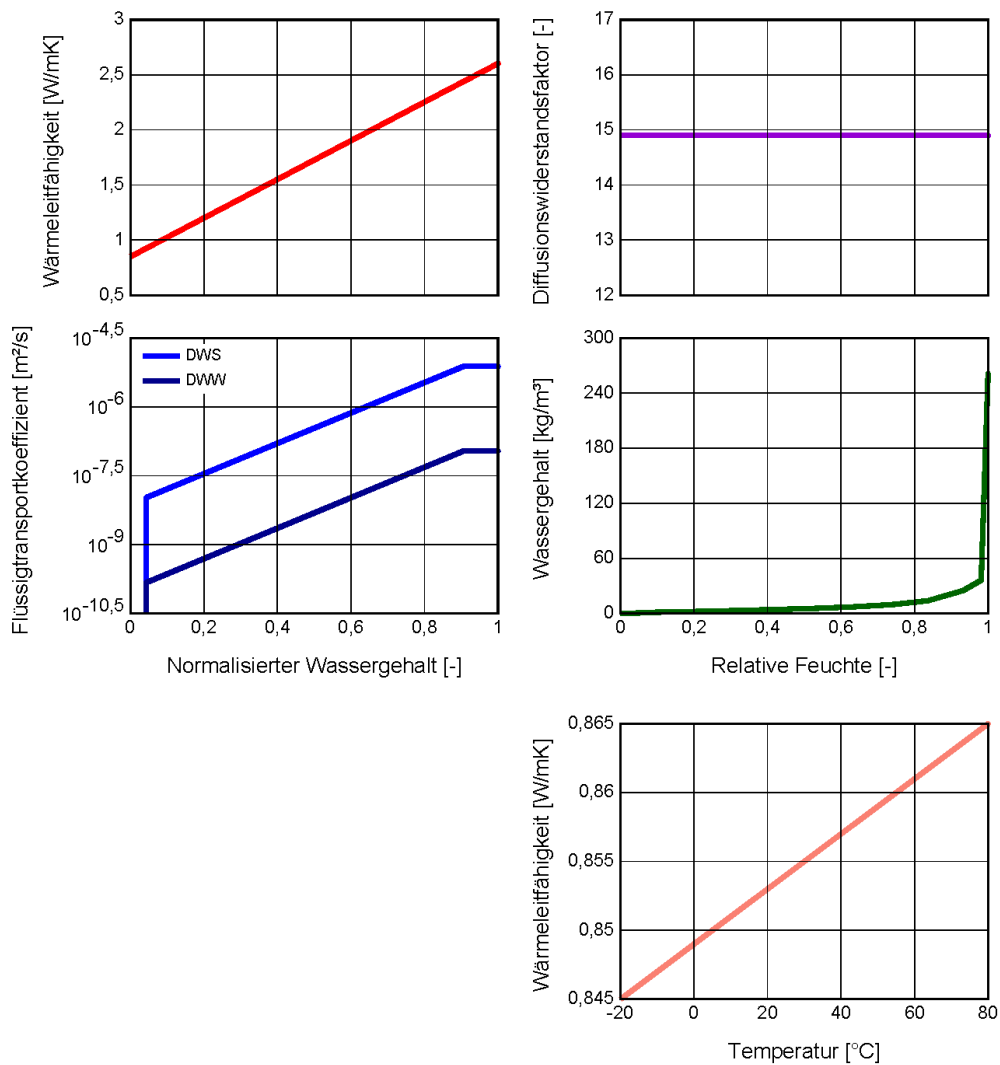 Wärmeleitfähigkeit [W/mK]
3
2,5
2
1,5
1
0,5
0
Diffusionswiderstandsfaktor [-]
17
16
15
14
13
12
Flüssigtransportkoeffizient [m²/s]
10⁻⁴,⁵
10⁻⁶
10⁻⁷,⁵
10⁻⁹
10⁻¹⁰,⁵
DWS
DWW
0 0,2 0,4 0,6 0,8 1
Normalisierter Wassergehalt [-]
Wassergehalt [kg/m³]
300
240
180
120
60
0
0 0,2 0,4 0,6 0,8 1
Relative Feuchte [-]
Wärmeleitfähigkeit [W/mK]
0,865
0,86
0,855
0,85
0,845
-20 0 20 40 60 80
Temperatur [°C]